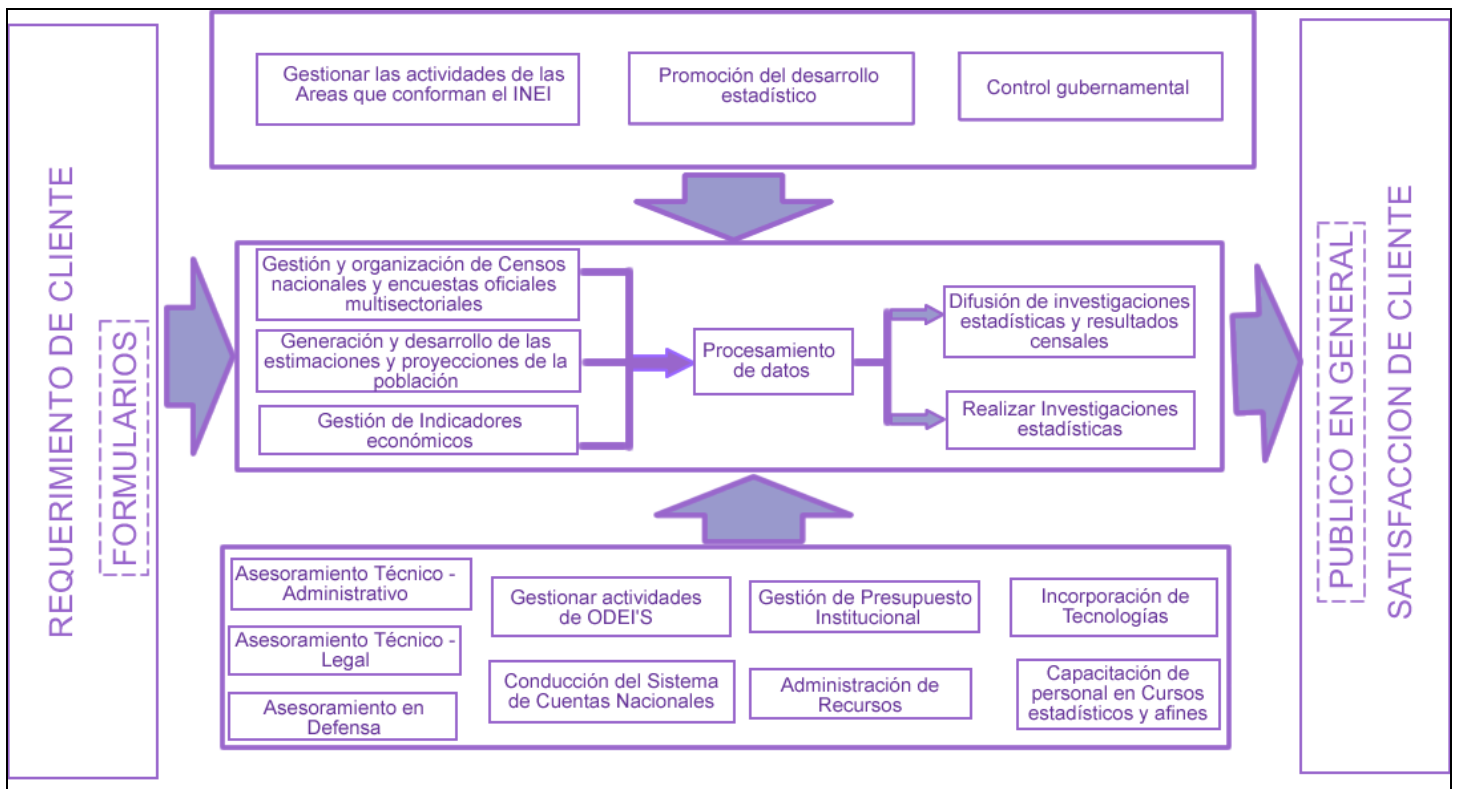 REQUERIMIENTO DE CLIENTE
FORMULARIOS
Gestionar las actividades de las
Areas que conforman el INEI
Promoción del desarrollo
estadístico
Control gubernamental
Gestión y organización de Censos
nacionales y encuestas oficiales
multisectoriales
Generación y desarrollo de las
estimaciones y proyecciones de la
población
Gestión de Indicadores
económicos
Procesamiento
de datos
Difusión de investigaciones
estadísticas y resultados
censales
Realizar Investigaciones
estadísticas
Asesoramiento Técnico -
Administrativo
Asesoramiento Técnico -
Legal
Asesoramiento en
Defensa
Gestionar actividades
de ODEI'S
Conducción del Sistema
de Cuentas Nacionales
Gestión de Presupuesto
Institucional
Administración de
Recursos
Incorporación de
Tecnologías
Capacitación de
personal en Cursos
estadísticos y afines
PUBLICO EN GENERAL
SATISFACCION DE CLIENTE